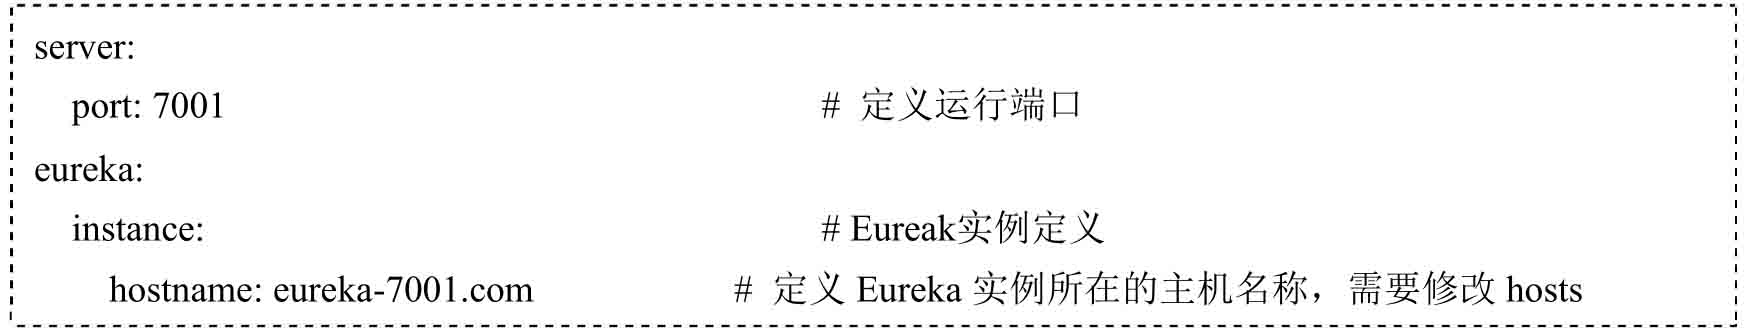 server:
port: 7001 # 定义运行端口
eureka:
instance: # Eureak实例定义
hostname: eureka-7001.com # 定义 Eureka 实例所在的主机名称，需要修改 hosts